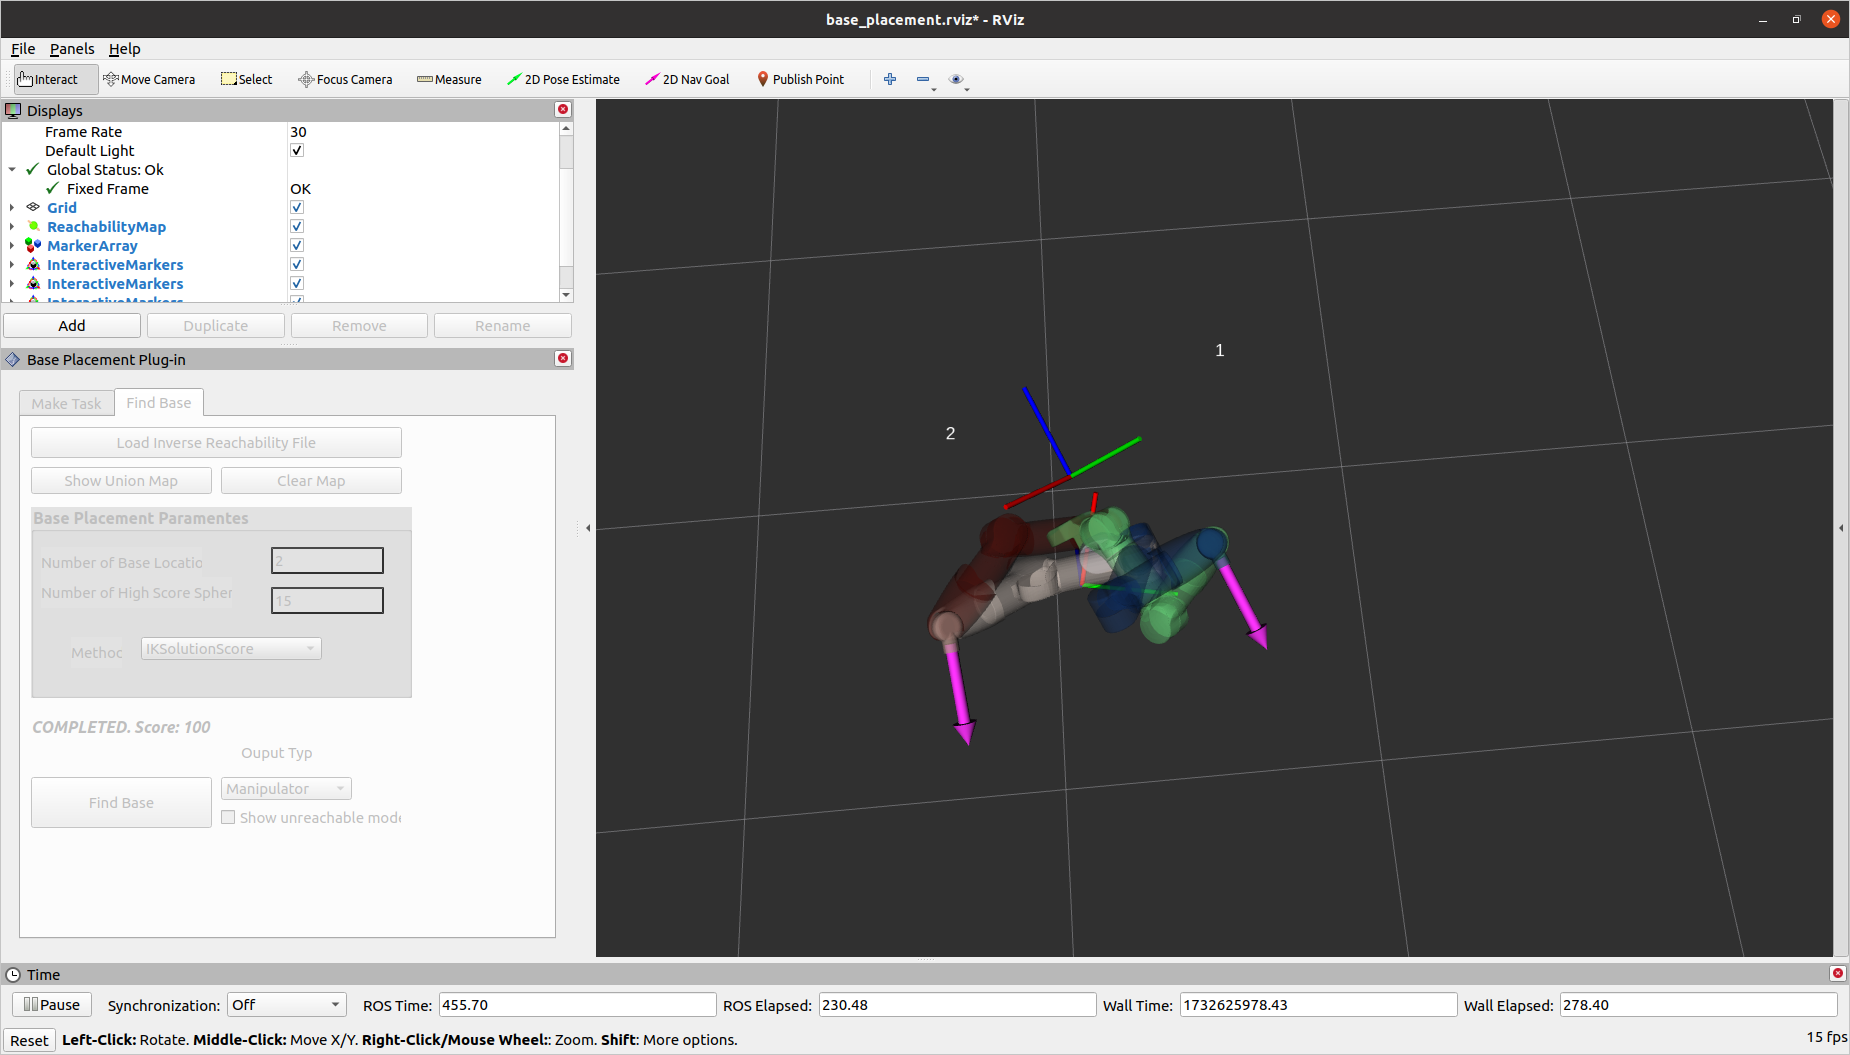 base_placement.rviz* - RViz
File Panels Help
Interact Move Camera Select Focus Camera Measure 2D Pose Estimate 2D Nav Goal Publish Point
Displays
Frame Rate 30
Default Light
Global Status: Ok
Fixed Frame OK
Grid
ReachabilityMap
MarkerArray
InteractiveMarkers
InteractiveMarkers
InteractiveMarkers
Add Duplicate Remove Rename
Base Placement Plug-in
Make Task Find Base
Load Inverse Reachability File
Show Union Map Clear Map
Base Placement Paramentes
Number of Base Locatio 2
Number of High Score Spher 15
Methoc IKSolutionScore
COMPLETED. Score: 100
Ouput Typ
Find Base Manipulator
Show unreachable mode
1
2
Time
Pause Synchronization: Off ROS Time: 455.70 ROS Elapsed: 230.48 Wall Time: 1732625978.43 Wall Elapsed: 278.40
Reset Left-Click: Rotate. Middle-Click: Move X/Y. Right-Click/Mouse Wheel:: Zoom. Shift: More options. 15 fps